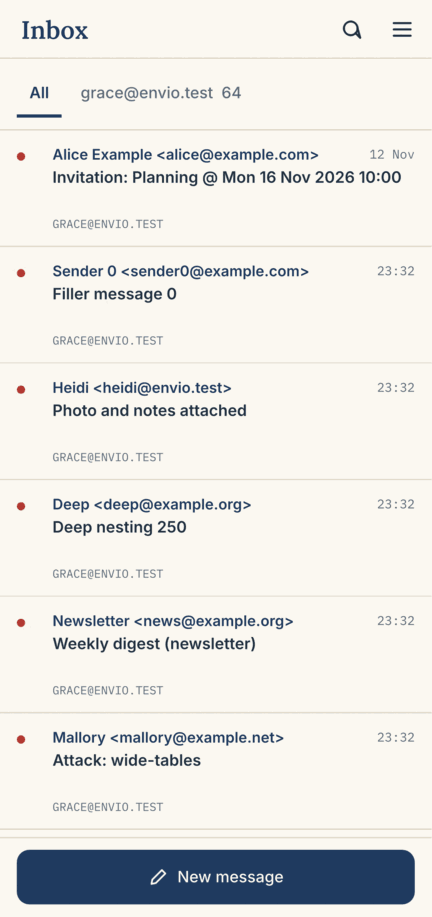 Inbox
All grace@envio.test 64
Alice Example <alice@example.com> 12 Nov
Invitation: Planning @ Mon 16 Nov 2026 10:00
GRACE@ENVIO.TEST
Sender 0 <sender0@example.com> 23:32
Filler message 0
GRACE@ENVIO.TEST
Heidi <heidi@envio.test> 23:32
Photo and notes attached
GRACE@ENVIO.TEST
Deep <deep@example.org> 23:32
Deep nesting 250
GRACE@ENVIO.TEST
Newsletter <news@example.org> 23:32
Weekly digest (newsletter)
GRACE@ENVIO.TEST
Mallory <mallory@example.net> 23:32
Attack: wide-tables
GRACE@ENVIO.TEST
New message